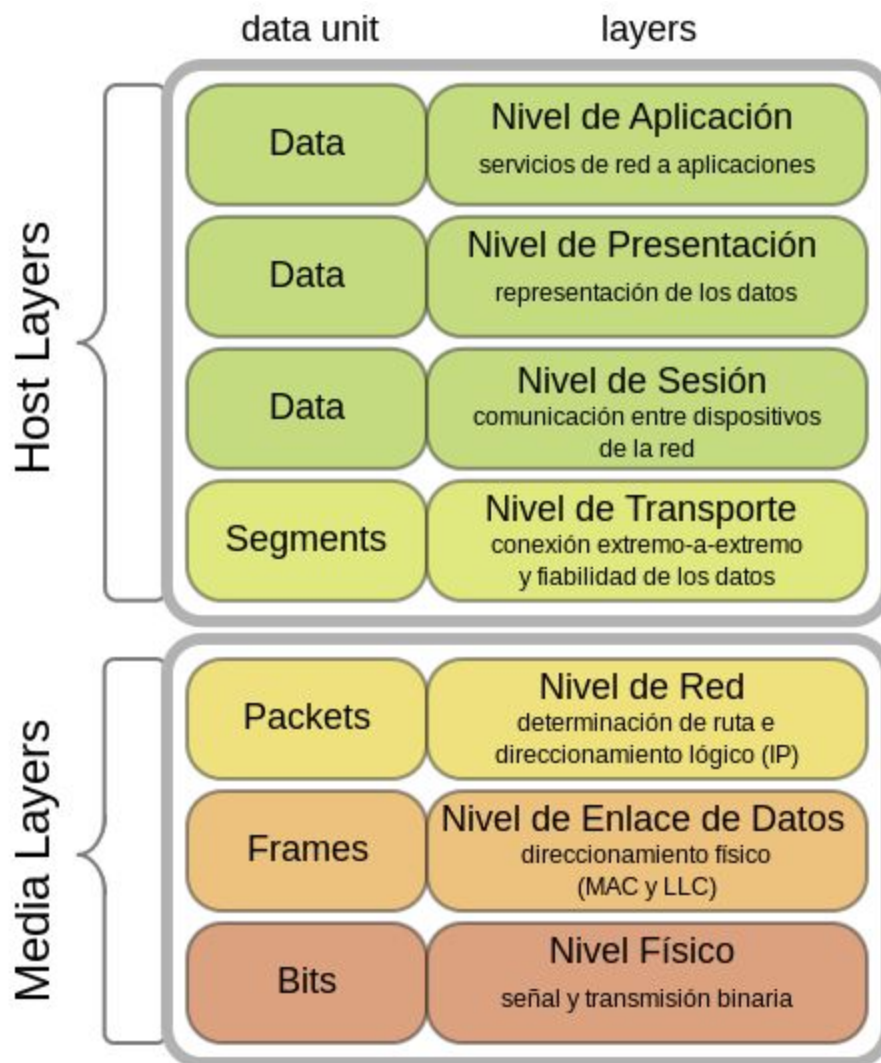 data unit
layers
Host Layers
Data
Nivel de Aplicación
servicios de red a aplicaciones
Data
Nivel de Presentación
representación de los datos
Data
Nivel de Sesión
comunicación entre dispositivos
de la red
Segments
Nivel de Transporte
conexión extremo-a-extremo
y fiabilidad de los datos
Media Layers
Packets
Nivel de Red
determinación de ruta e
direccionamiento lógico (IP)
Frames
Nivel de Enlace de Datos
direccionamiento físico
(MAC y LLC)
Bits
Nivel Físico
señal y transmisión binaria